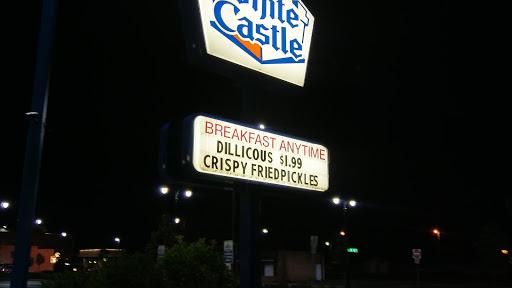 Castle
BREAKFAST ANYTIME
DILLICOUS $1.99
CRISPY FRIEDPICKLES